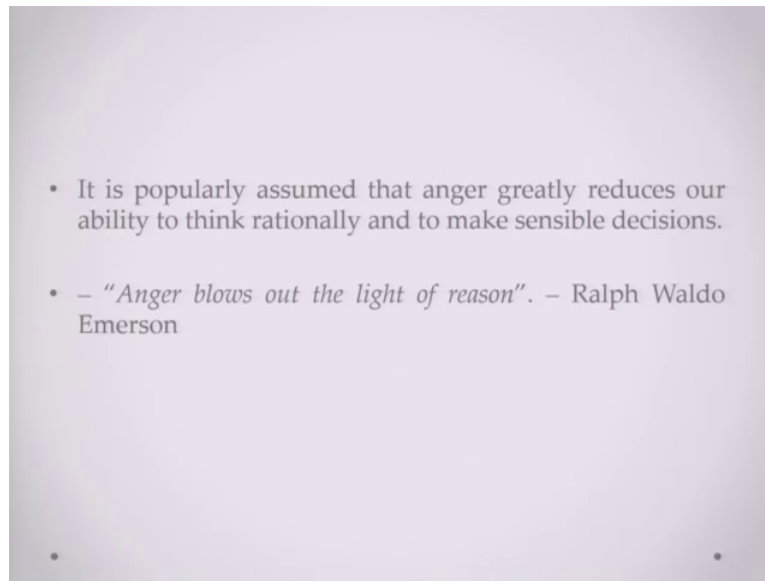 • It is popularly assumed that anger greatly reduces our
ability to think rationally and to make sensible decisions.
• – “Anger blows out the light of reason”. – Ralph Waldo
Emerson